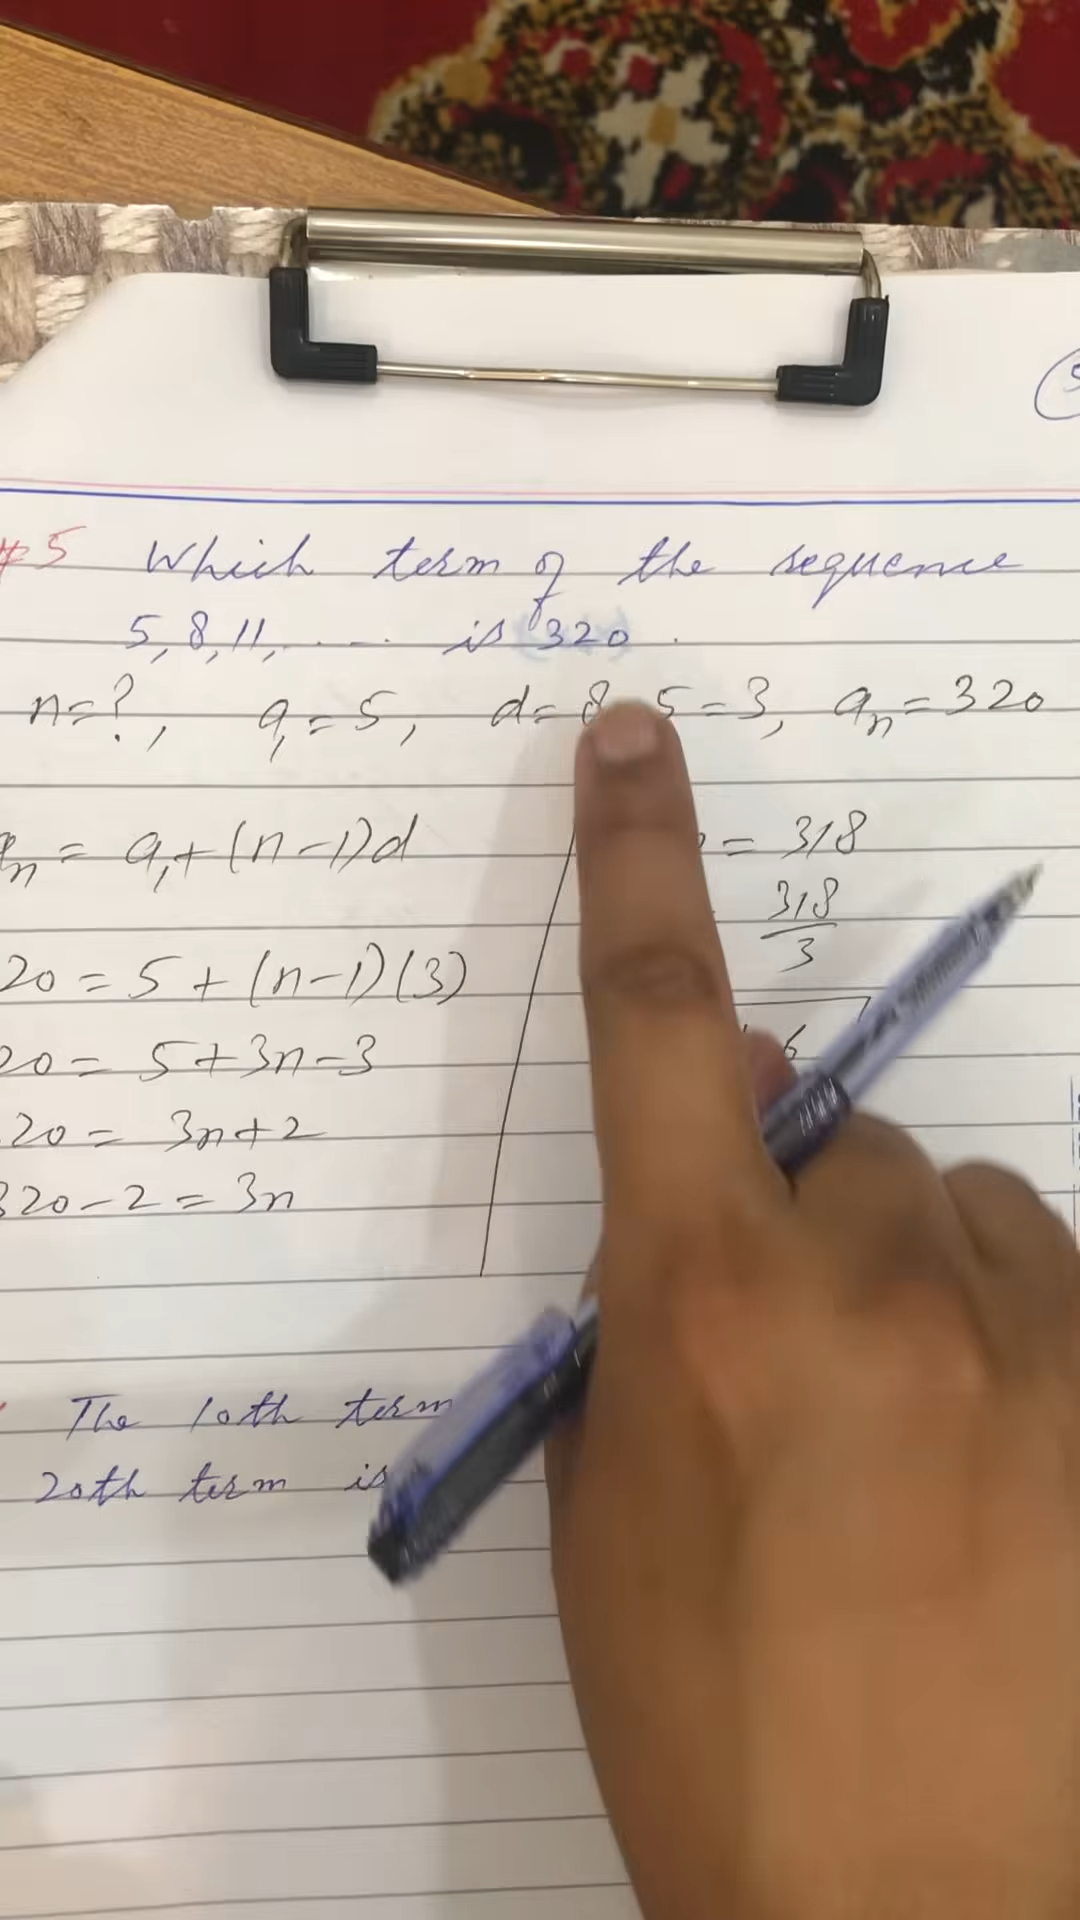 #5 Which term of the sequence
5, 8, 11, ..... is 320.
n=?, a₁=5, d=8-5=3, aₙ=320
aₙ = a₁+(n-1)d
20 = 5+(n-1)(3)
20 = 5+3n-3
20 = 3n+2
320-2=3n
= 318
318
3
6
The 10th term
20th term is